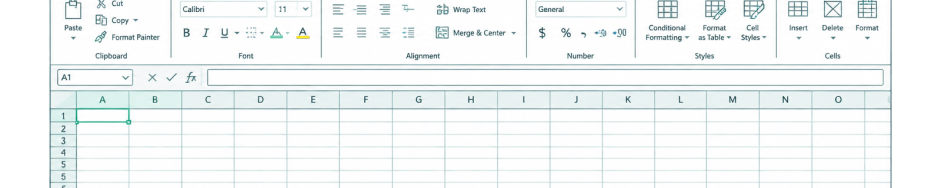 Cut
Calibri 11 Wrap Text General
Copy
Paste Conditional Formatting Format as Table Cell Styles Insert Delete Format
Format Painter B I U A A Merge & Center $ % , .00
Clipboard Font Alignment Number Styles Cells
A1 fx
A B C D E F G H I J K L M N O
1
2
3
4
5
5